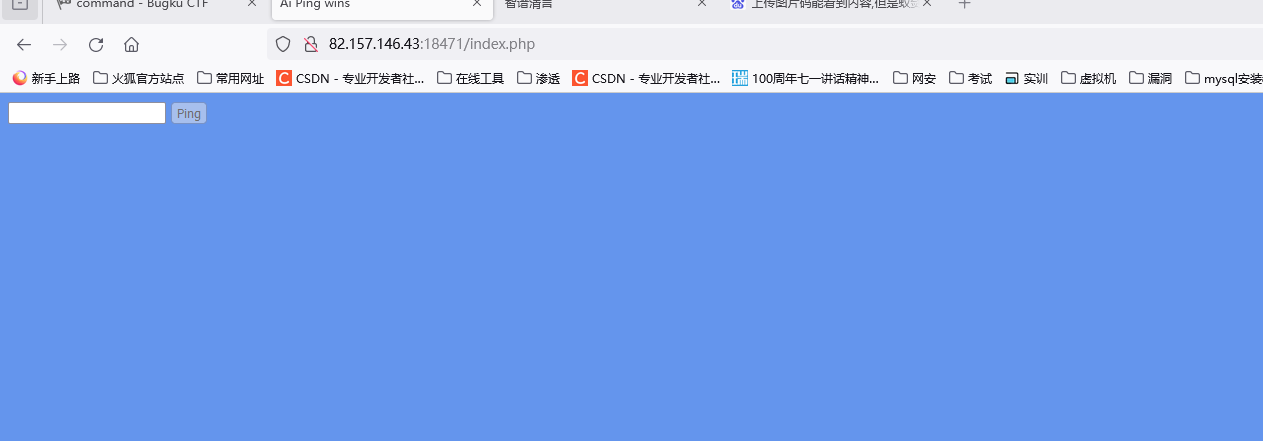 command - Bugku CTF
Ai Ping wins
智谱清言
上传图片码能看到内容,但是蚁
82.157.146.43:18471/index.php
新手上路
火狐官方站点
常用网址
CSDN - 专业开发者社...
在线工具
渗透
CSDN - 专业开发者社...
100周年七一讲话精神...
网安
考试
实训
虚拟机
漏洞
mysql安装
Ping